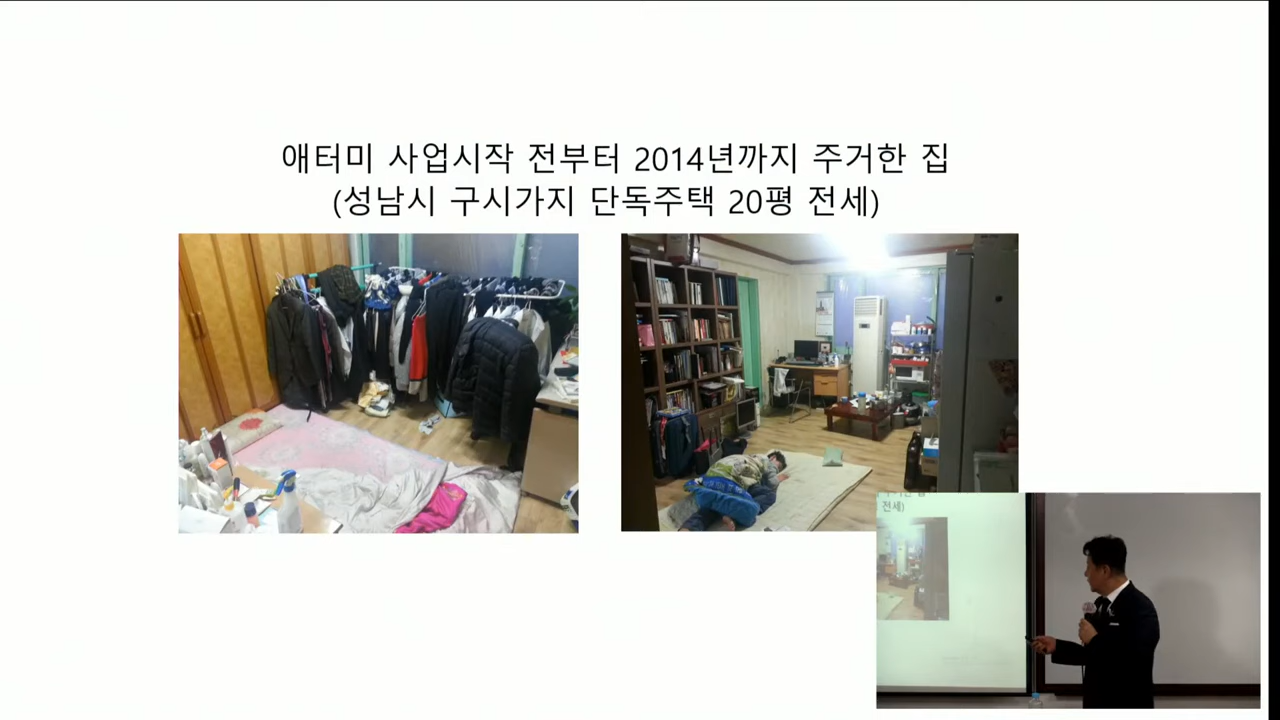 애터미 사업시작 전부터 2014년까지 주거한 집
(성남시 구시가지 단독주택 20평 전세)
전세)